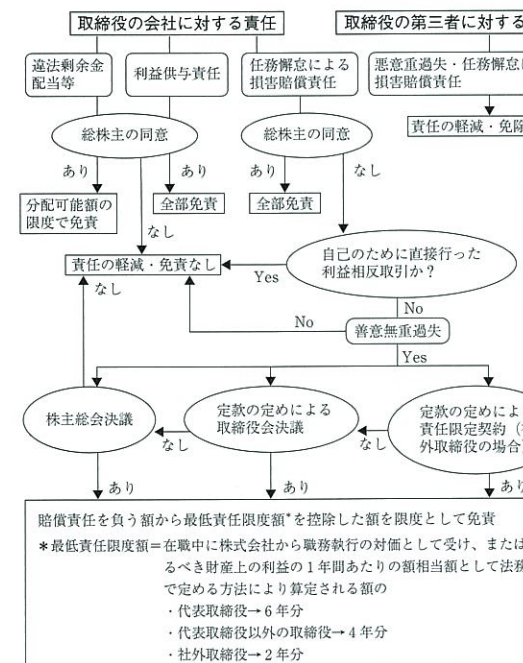 取締役の会社に対する責任
取締役の第三者に対する
違法剰余金
配当等
利益供与責任
任務懈怠による
損害賠償責任
悪意重過失・任務懈怠に
損害賠償責任
総株主の同意
総株主の同意
責任の軽減・免除
あり
あり
あり
なし
分配可能額の
限度で免責
全部免責
全部免責
なし
責任の軽減・免責なし
自己のために直接行った
利益相反取引か?
Yes
なし
No
No
善意無重過失
Yes
株主総会決議
定款の定めによる
取締役会決議
定款の定めによ
責任限定契約(
外取締役の場合
なし
なし
あり
あり
あり
賠償責任を負う額から最低責任限度額*を控除した額を限度として免責
*最低責任限度額=在職中に株式会社から職務執行の対価として受け、または
るべき財産上の利益の1年間あたりの額相当額として法務
で定める方法により算定される額の
・代表取締役→6年分
・代表取締役以外の取締役→4年分
・社外取締役→2年分